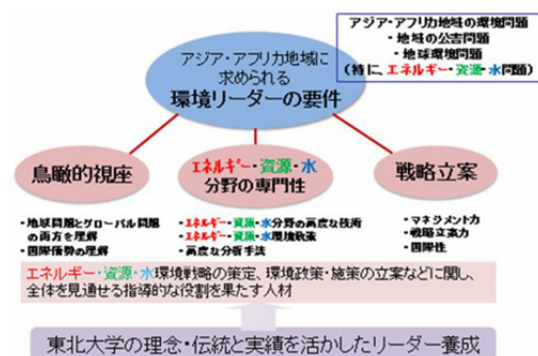 アジア・アフリカ地域の環境問題
・地域の公害問題
・地球環境問題
(特に、エネルギー・資源・水問題)
アジア・アフリカ地域に
求められる
環境リーダーの要件
鳥瞰的視座
エネルギー・資源・水
分野の専門性
戦略立案
・地域問題とグローバル問題
の両方を理解
・国際情勢の理解
・エネルギー・資源・水分野の高度な技術
・エネルギー・資源・水環境政策
・高度な分析手法
・マネジメント力
・戦略立案力
・国際性
エネルギー・資源・水環境戦略の策定、環境政策・施策の立案などに関し、
全体を見通せる指導的な役割を果たす人材
東北大学の理念・伝統と実績を活かしたリーダー養成